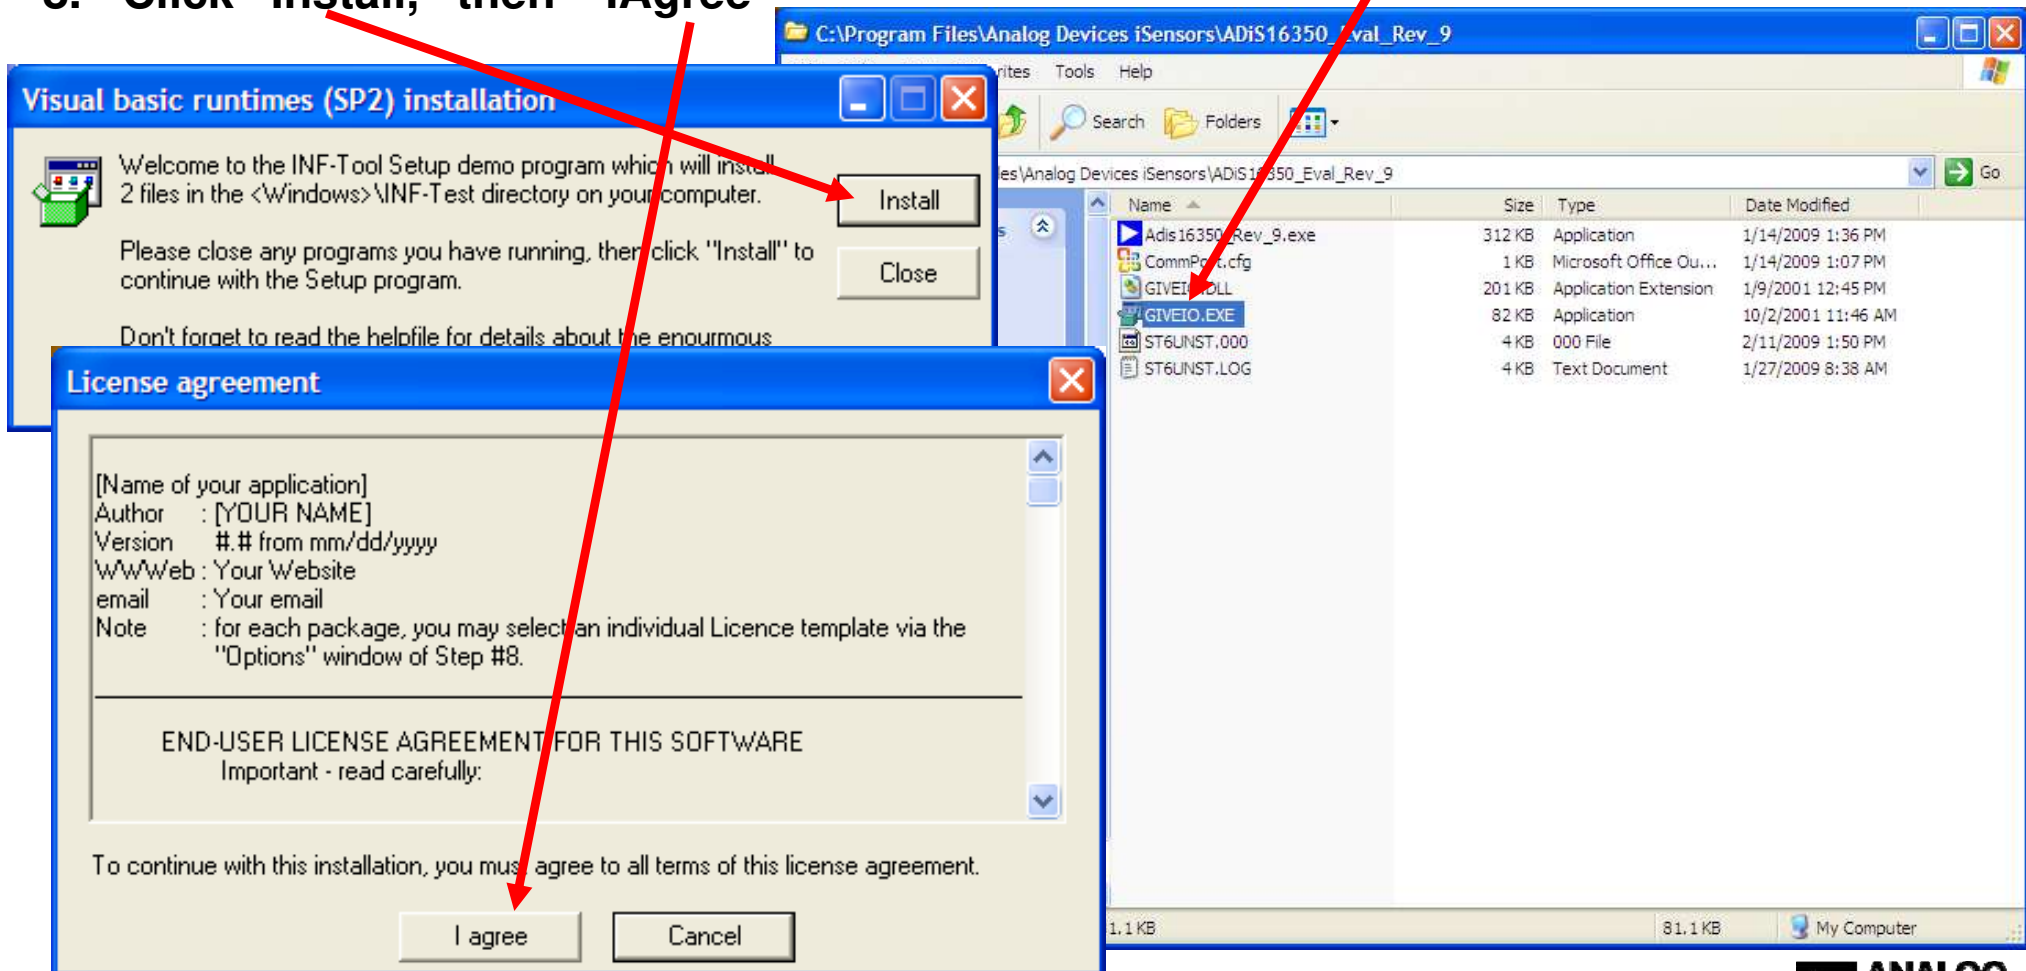 Click Install, then IAgree
C:\Program Files\Analog Devices iSensors\ADiS16350_Eval_Rev_9
Tools Help
Search Folders
Analog Devices iSensors\ADiS16350_Eval_Rev_9
Go
Name Size Type Date Modified
Adis16350_Rev_9.exe 312 KB Application 1/14/2009 1:36 PM
CommPort.cfg 1 KB Microsoft Office Ou... 1/14/2009 1:07 PM
GIVEIO.DLL 201 KB Application Extension 1/9/2001 12:45 PM
GIVEIO.EXE 82 KB Application 10/2/2001 11:46 AM
ST6UNST.000 4 KB 000 File 2/11/2009 1:50 PM
ST6UNST.LOG 4 KB Text Document 1/27/2009 8:38 AM
81.1 KB My Computer
Visual basic runtimes (SP2) installation
Welcome to the INF-Tool Setup demo program which will install
2 files in the <Windows>\INF-Test directory on your computer.
Please close any programs you have running, then click "Install" to
continue with the Setup program.
Don't forget to read the helpfile for details about the enourmous
Install
Close
License agreement
[Name of your application]
Author : [YOUR NAME]
Version #.# from mm/dd/yyyy
WWWeb : Your Website
email : Your email
Note : for each package, you may select an individual Licence template via the
"Options" window of Step #8.
END-USER LICENSE AGREEMENT FOR THIS SOFTWARE
Important - read carefully:
To continue with this installation, you must agree to all terms of this license agreement.
I agree Cancel
ANALOG